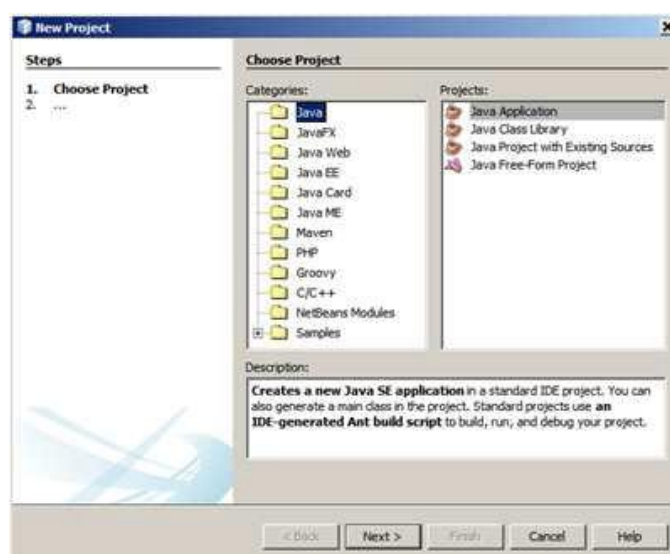 New Project
Steps
1. Choose Project
2. ...
Choose Project
Categories:
Java
JavaFX
Java Web
Java EE
Java Card
Java ME
Maven
PHP
Groovy
C/C++
NetBeans Modules
Samples
Projects:
Java Application
Java Class Library
Java Project with Existing Sources
Java Free-Form Project
Description:
Creates a new Java SE application in a standard IDE project. You can
also generate a main class in the project. Standard projects use an
IDE-generated Ant build script to build, run, and debug your project.
< Back
Next >
Finish
Cancel
Help